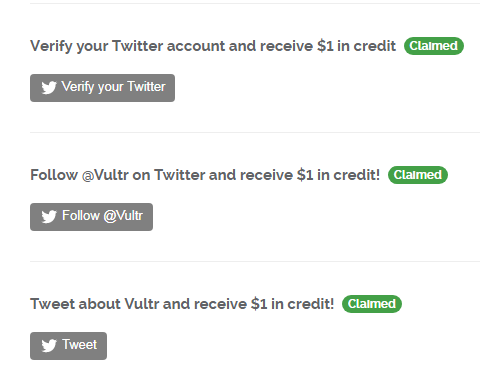 Verify your Twitter account and receive $1 in credit Claimed
Verify your Twitter
Follow @Vultr on Twitter and receive $1 in credit! Claimed
Follow @Vultr
Tweet about Vultr and receive $1 in credit! Claimed
Tweet